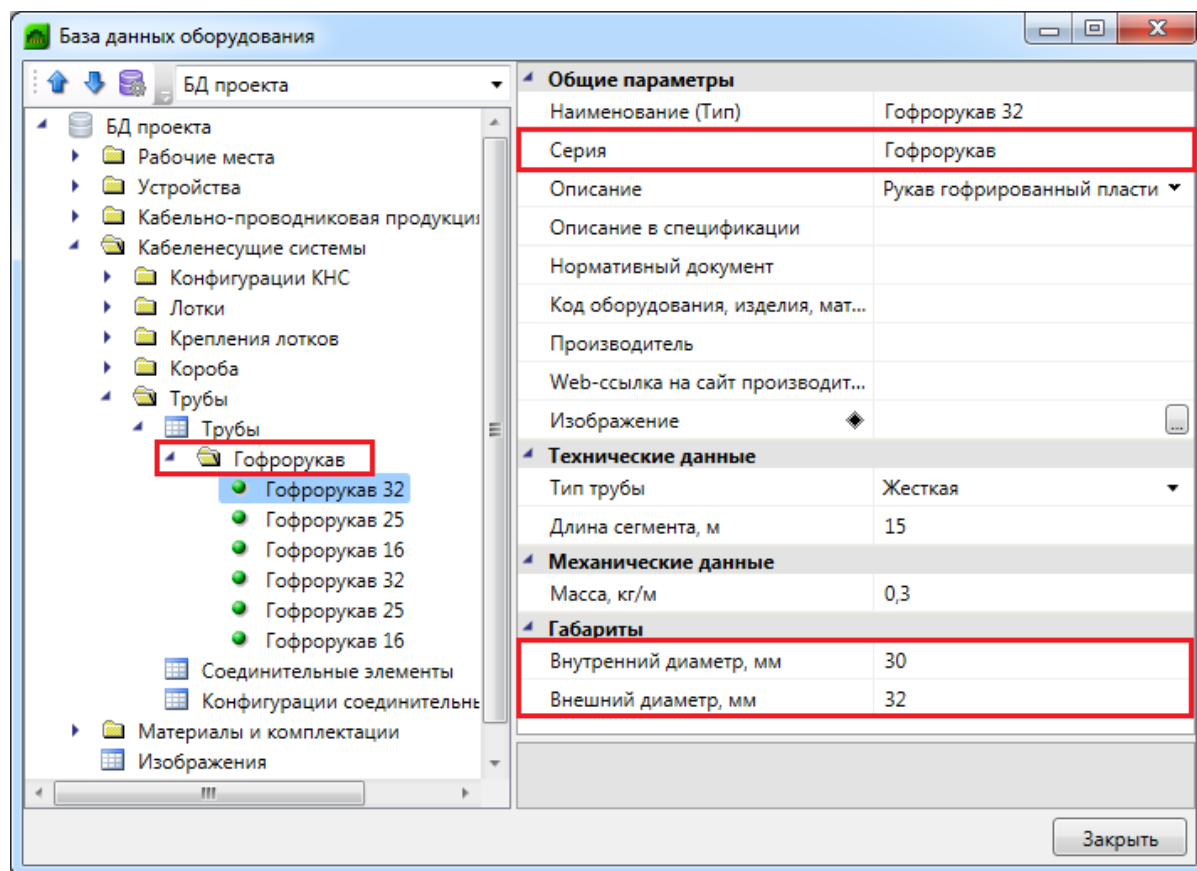 База данных оборудования
БД проекта
БД проекта
Рабочие места
Устройства
Кабельно-проводниковая продукция
Кабеленесущие системы
Конфигурации КНС
Лотки
Крепления лотков
Короба
Трубы
Трубы
Гофрорукав
Гофрорукав 32
Гофрорукав 25
Гофрорукав 16
Гофрорукав 32
Гофрорукав 25
Гофрорукав 16
Соединительные элементы
Конфигурации соединительнь
Материалы и комплектации
Изображения
Общие параметры
Наименование (Тип) Гофрорукав 32
Серия Гофрорукав
Описание Рукав гофрированный пласти
Описание в спецификации
Нормативный документ
Код оборудования, изделия, мат...
Производитель
Web-ссылка на сайт производит...
Изображение ...
Технические данные
Тип трубы Жесткая
Длина сегмента, м 15
Механические данные
Масса, кг/м 0,3
Габариты
Внутренний диаметр, мм 30
Внешний диаметр, мм 32
Закрыть